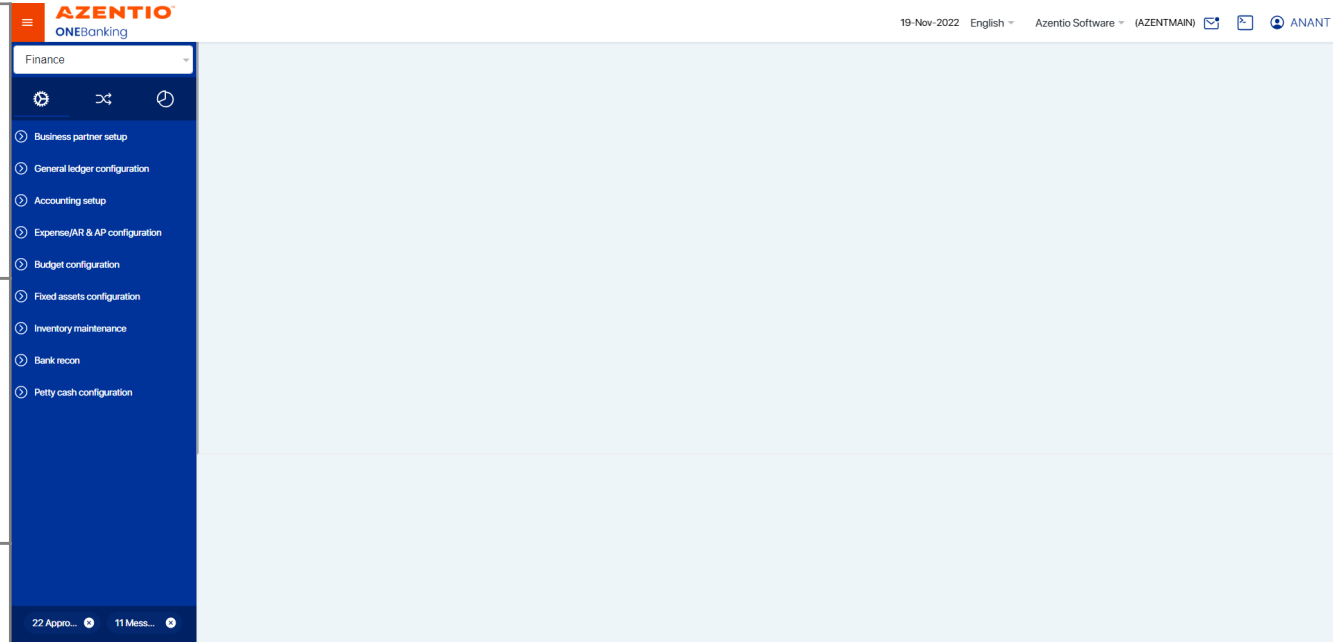 AZENTIO™
ONEBanking
19-Nov-2022 English Azentio Software (AZENTMAIN) ANANT
Finance
Business partner setup
General ledger configuration
Accounting setup
Expense/AR & AP configuration
Budget configuration
Fixed assets configuration
Inventory maintenance
Bank recon
Petty cash configuration
22 Appro... 11 Mess...